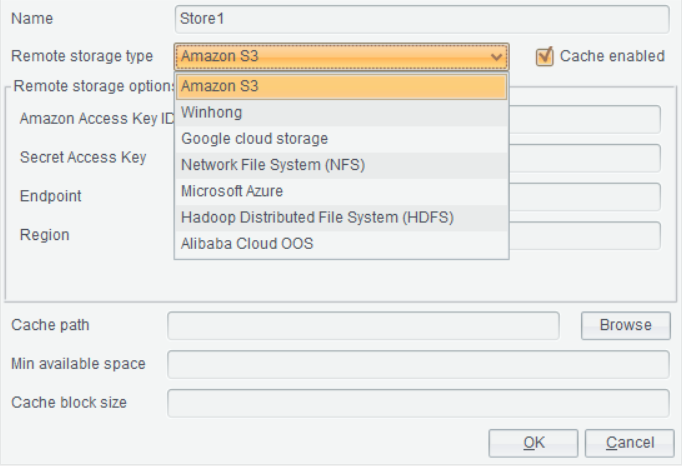 Name Store1
Remote storage type Amazon S3 Cache enabled
Remote storage option
Amazon S3
Winhong
Amazon Access Key ID
Google cloud storage
Secret Access Key
Network File System (NFS)
Microsoft Azure
Endpoint
Hadoop Distributed File System (HDFS)
Region
Alibaba Cloud OOS
Cache path Browse
Min available space
Cache block size
OK Cancel